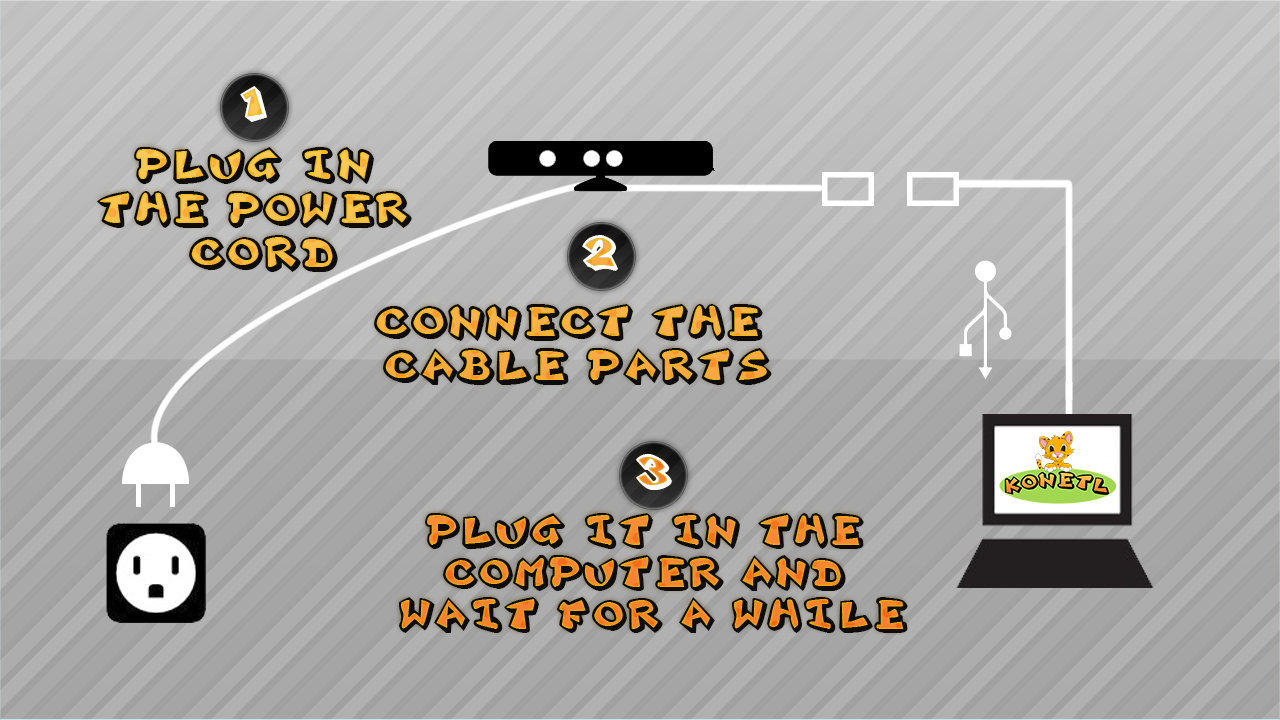 1
PLUG IN
THE POWER
CORD
2
CONNECT THE
CABLE PARTS
3
PLUG IT IN THE
COMPUTER AND
WAIT FOR A WHILE
KONETL